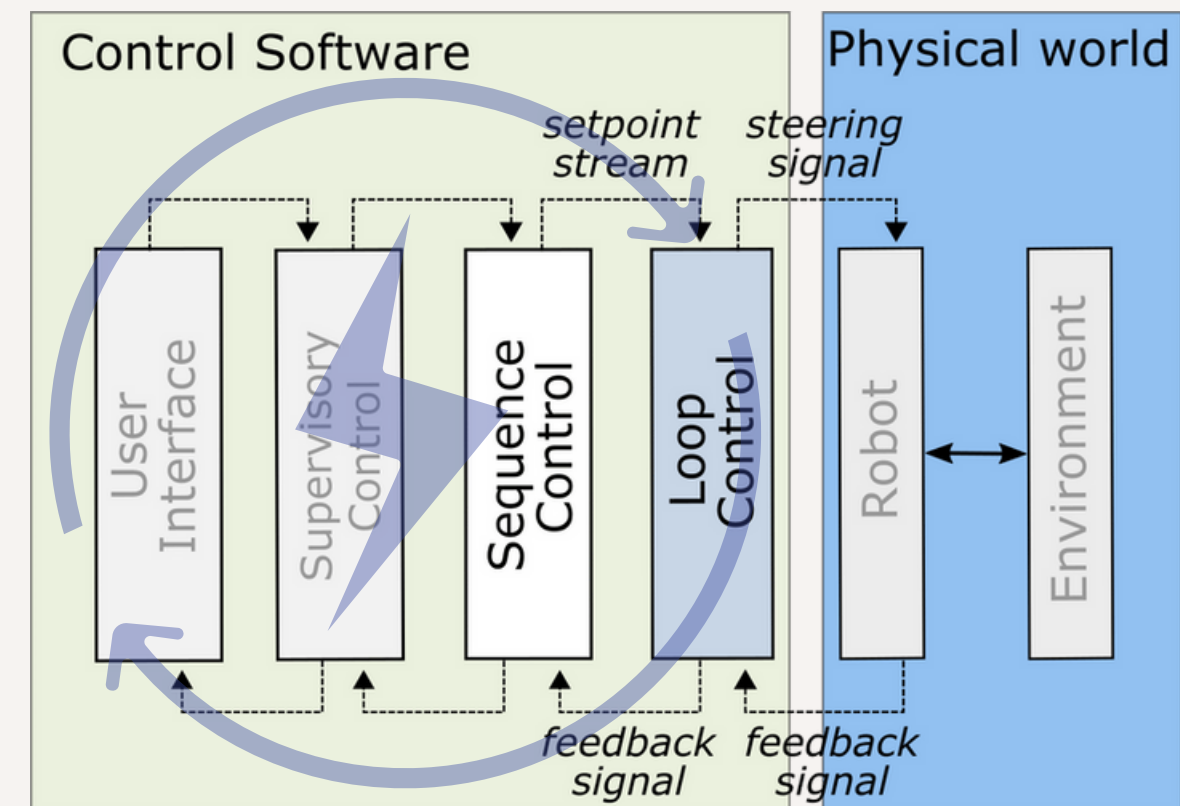 Control Software
Physical world
setpoint
stream
steering
signal
User
Interface
Supervisory
Control
Sequence
Control
Loop
Control
Robot
Environment
feedback
signal
feedback
signal